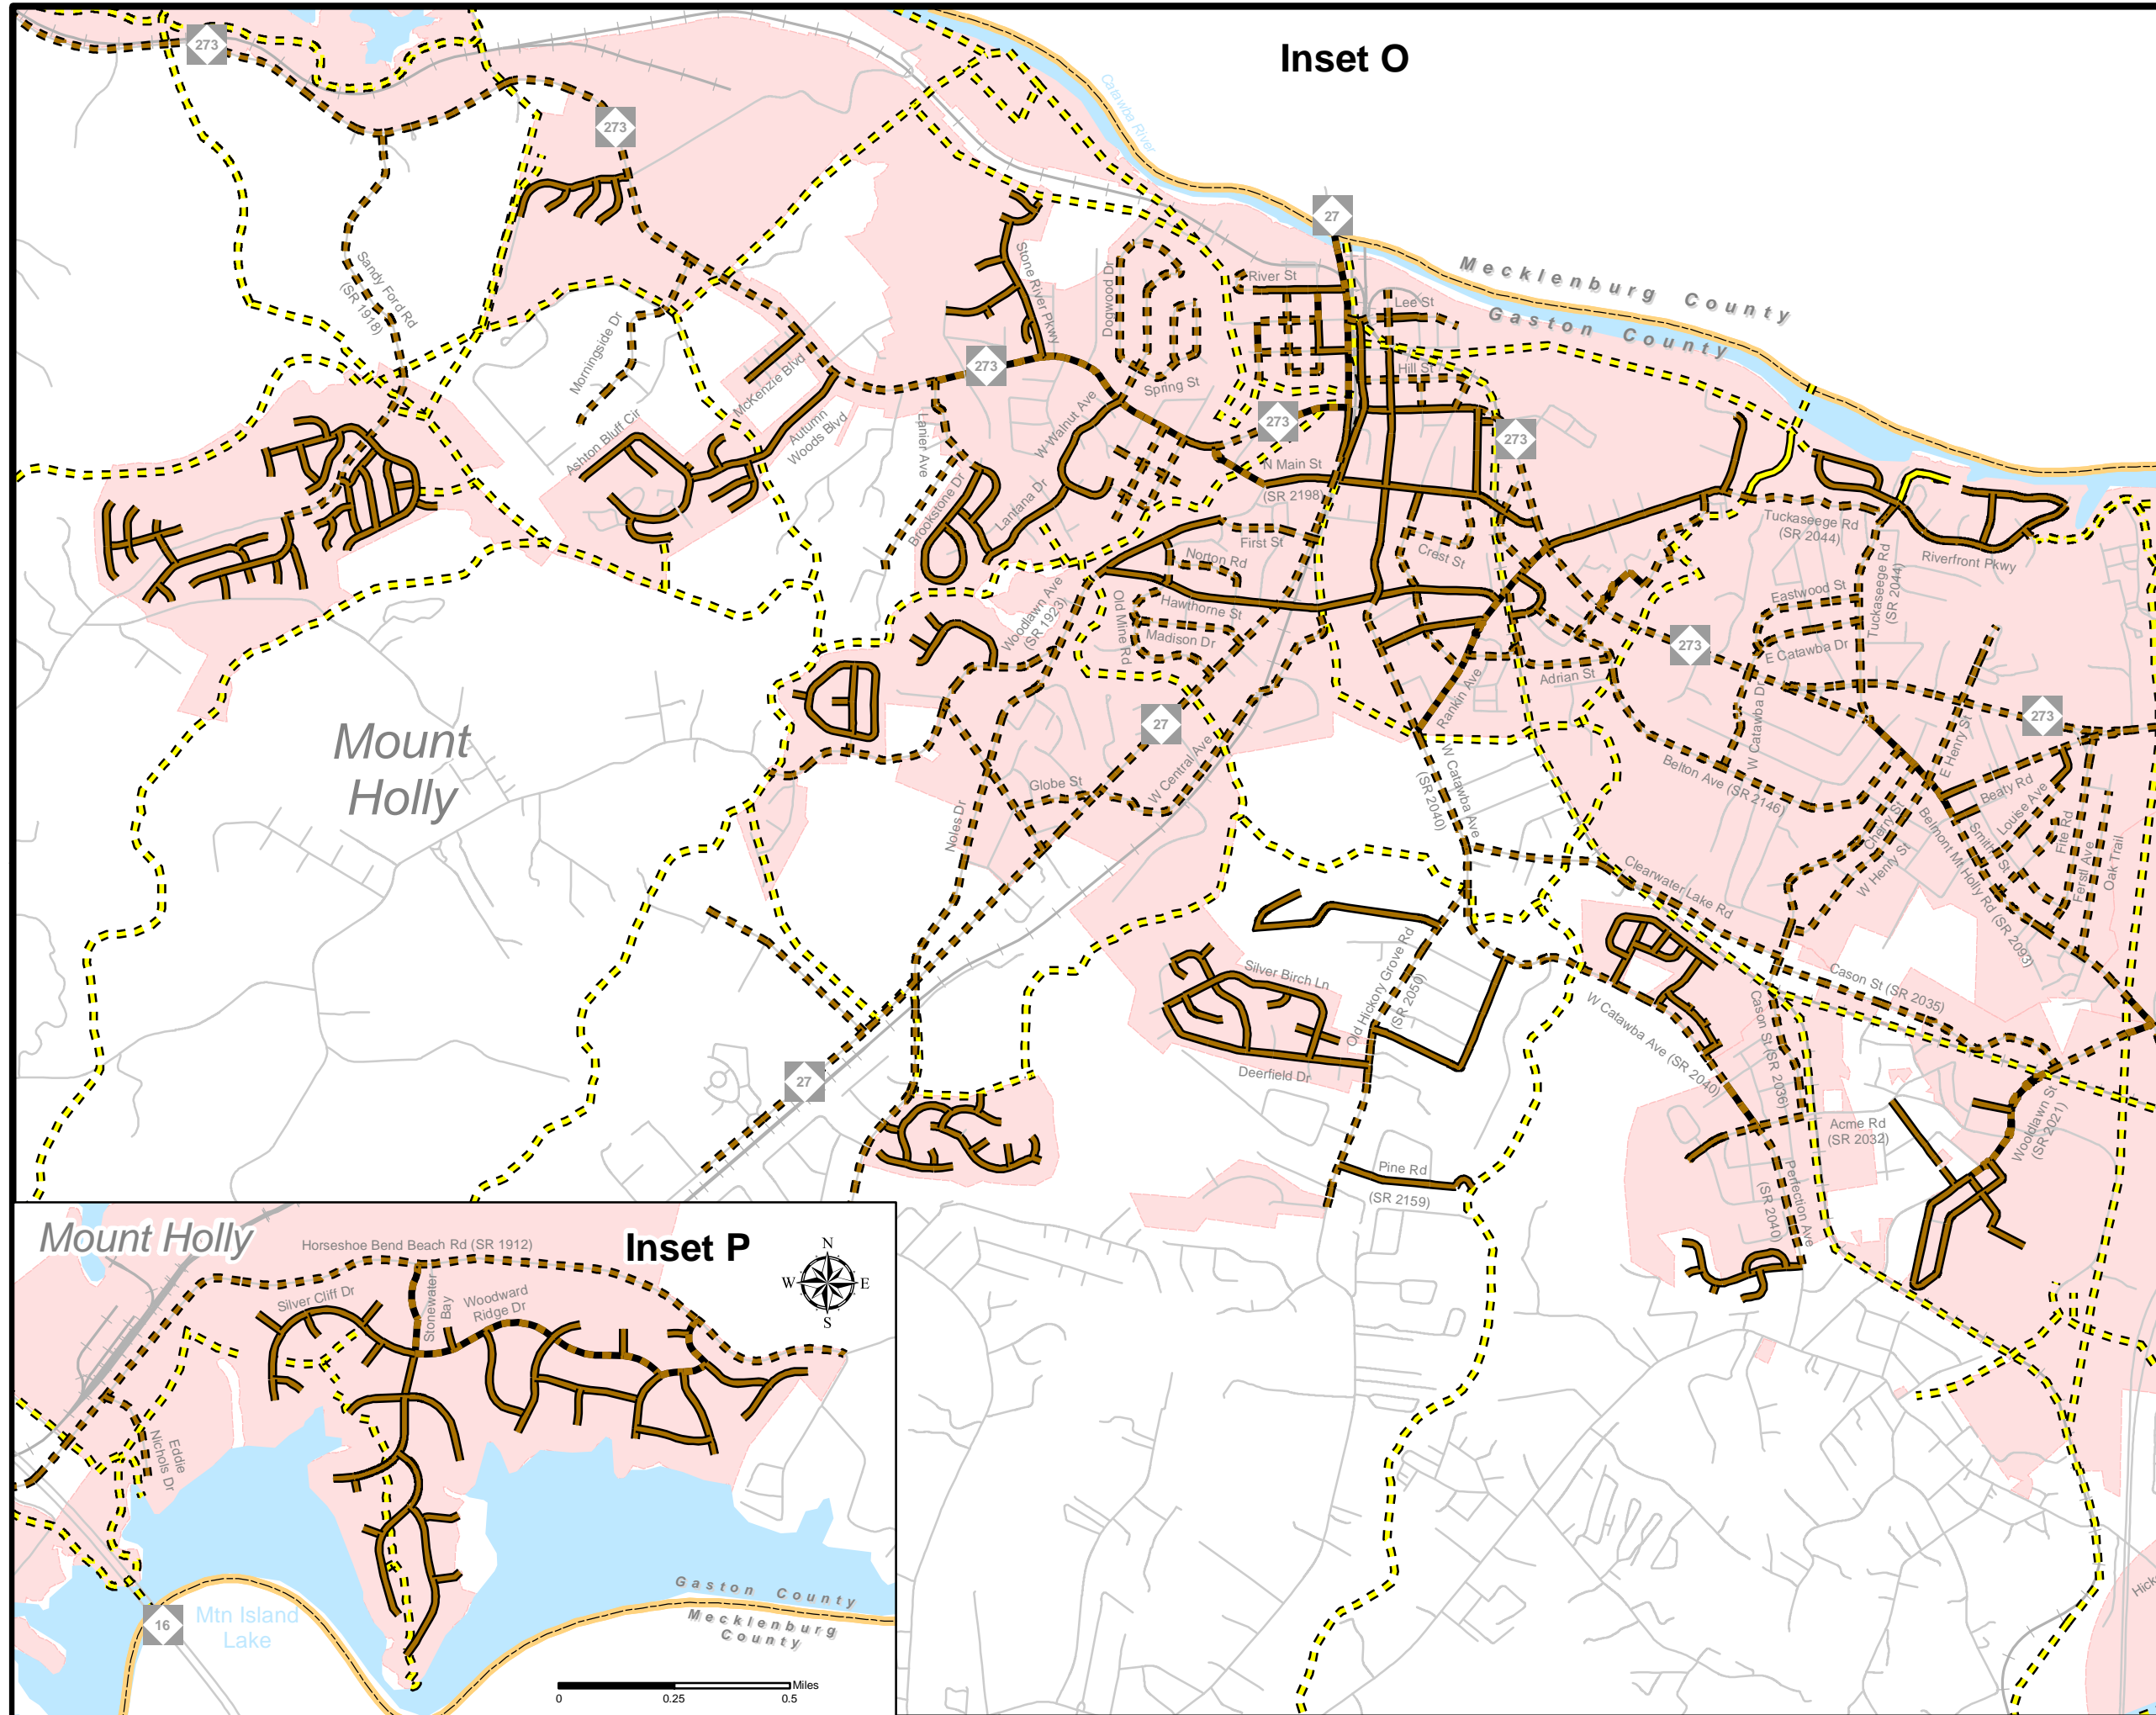 Inset O
273
273
Catawba River
27
Mecklenburg County
Gaston County
Sandy Ford Rd
(SR 1918)
Stone River Pkwy
Dogwood Dr
River St
Lee St
Hill St
Morningside Dr
McKenzie Blvd
Autumn
Woods Blvd
Ashton Bluff Cir
273
Spring St
W Walnut Ave
273
273
Lanier Ave
Brookstone Dr
Lantana Dr
N Main St
(SR 2198)
First St
Norton Rd
Crest St
Hawthorne St
Madison Dr
Old Mine Rd
Woodlawn Ave
(SR 1923)
Tuckaseege Rd
(SR 2044)
Tuckaseege Rd
(SR 2044)
Riverfront Pkwy
Eastwood St
E Catawba Dr
273
Adrian St
Rankin Ave
W Catawba Dr
273
27
Mount
Holly
Globe St
W Central Ave
Noles Dr
W Catawba Ave
(SR 2040)
Belton Ave (SR 2146)
E Henry St
Beaty Rd
Louise Ave
Smith St
Fite Rd
Ferstl Ave
Oak Trail
Cherry St
W Henry St
Belmont Mt Holly Rd (SR 2093)
Clearwater Lake Rd
Cason St (SR 2035)
Cason St (SR 2036)
W Catawba Ave (SR 2040)
Silver Birch Ln
Old Hickory Grove Rd
(SR 2050)
Deerfield Dr
27
Acme Rd
(SR 2032)
Woodlawn St
(SR 2021)
Perfection Ave
(SR 2040)
Pine Rd
(SR 2159)
Mount Holly
Inset P
Horseshoe Bend Beach Rd (SR 1912)
N
W
E
S
Silver Cliff Dr
Stonewater
Bay
Woodward
Ridge Dr
Eddie
Nichols Dr
16
Mtn Island
Lake
Gaston County
Mecklenburg
County
0
0.25
0.5
Miles